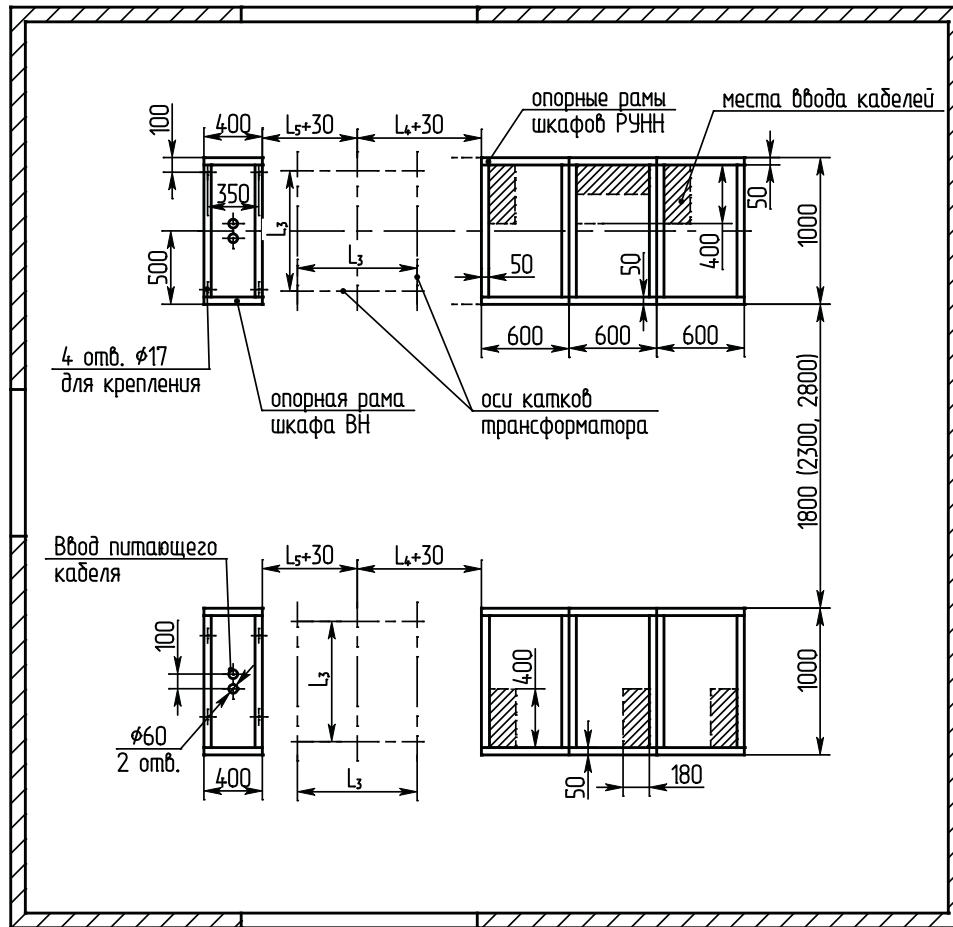 опорные рамы
шкафов РУНН
места ввода кабелей
100
400
L₅+30
L₄+30
350
L₃
L₃
500
50
50
50
400
1000
600
600
600
4 отв. ϕ17
для крепления
опорная рама
шкафа ВН
оси катков
трансформатора
1800 (2300, 2800)
Ввод питающего
кабеля
L₅+30
L₄+30
100
L₃
400
1000
ϕ60
2 отв.
400
L₃
50
180